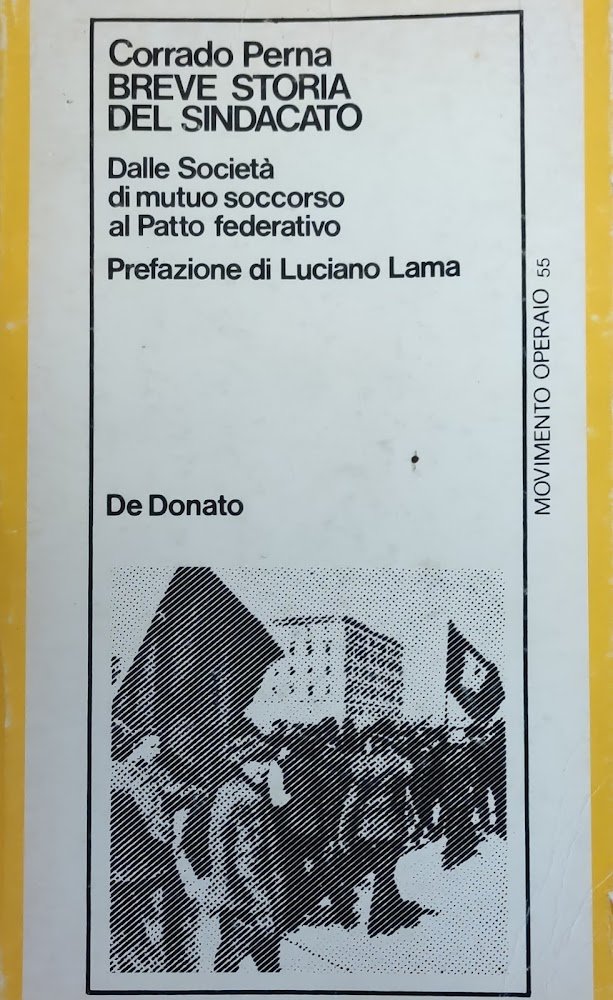 Corrado Perna
BREVE STORIA
DEL SINDACATO
Dalle Società
di mutuo soccorso
al Patto federativo
Prefazione di Luciano Lama
MOVIMENTO OPERAIO 55
De Donato